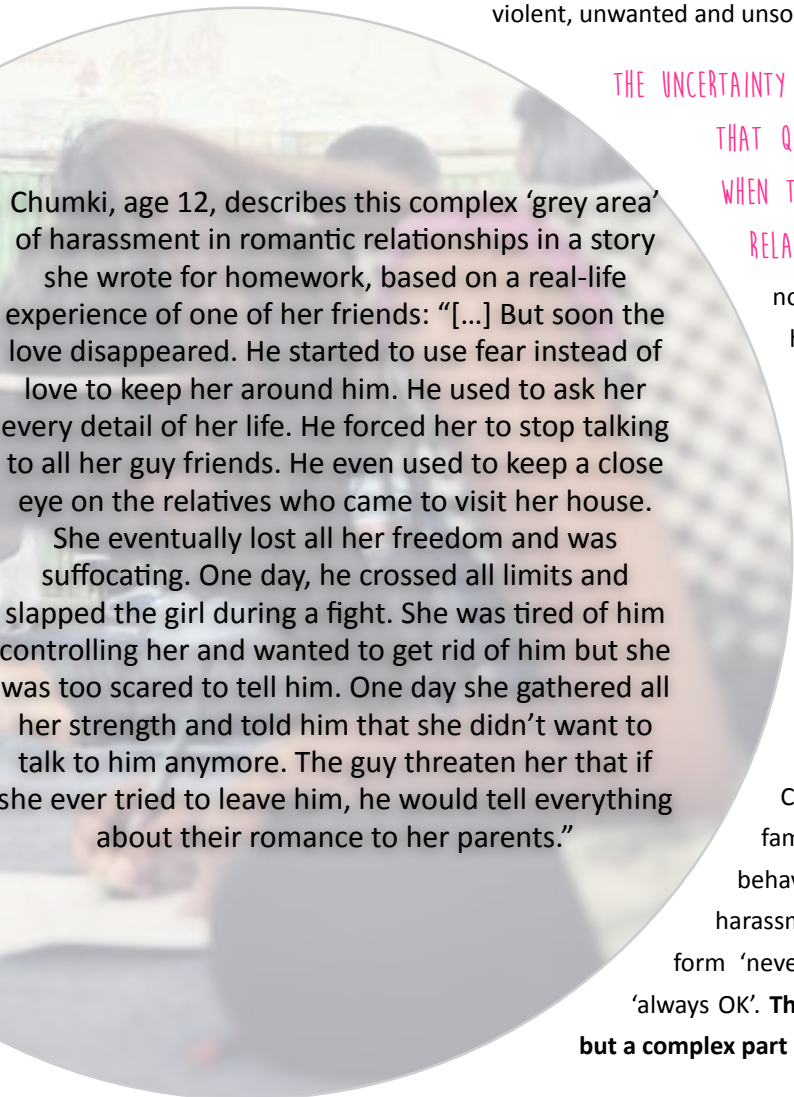 violent, unwanted and
THE UNCERTAINTY
THAT
WHEN
Chumki, age 12, describes this complex ‘grey area’
of harassment in romantic relationships in a story
she wrote for homework, based on a real-life
experience of one of her friends: “[…] But soon the
love disappeared. He started to use fear instead of
love to keep her around him. He used to ask her
every detail of her life. He forced her to stop talking
to all her guy friends. He even used to keep a close
eye on the relatives who came to visit her house.
She eventually lost all her freedom and was
suffocating. One day, he crossed all limits and
slapped the girl during a fight. She was tired of him
controlling her and wanted to get rid of him but she
was too scared to tell him. One day she gathered all
her strength and told him that she didn’t want to
talk to him anymore. The guy threaten her that if
she ever tried to leave him, he would tell everything
about their romance to her parents.”
form ‘never
‘always OK’. Th
but a complex part